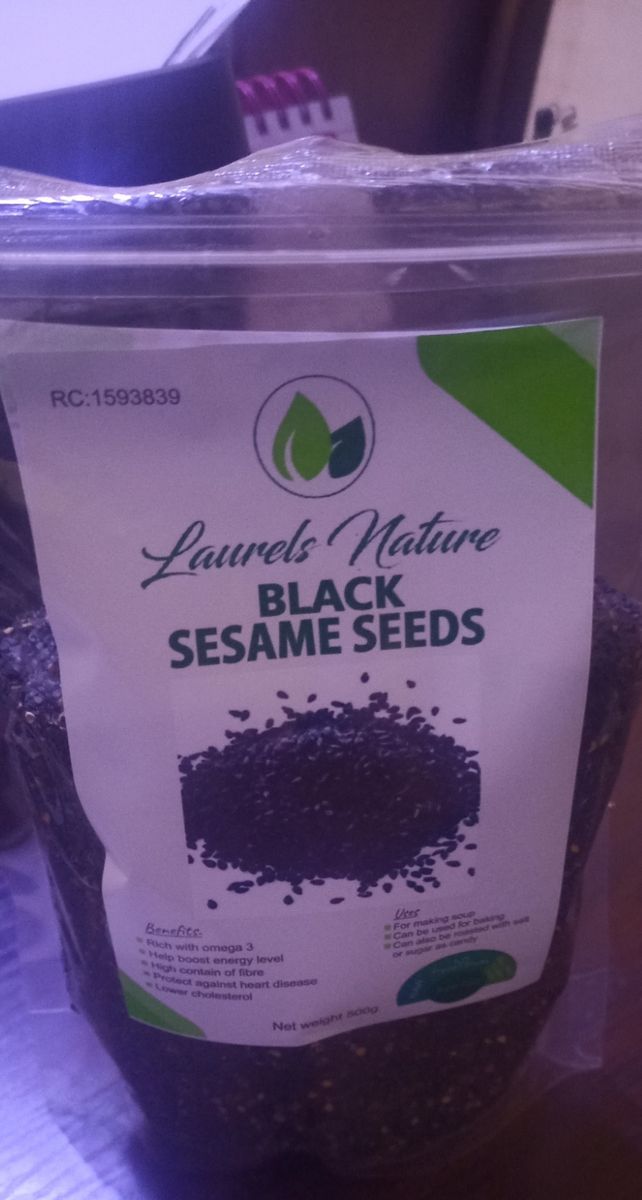 RC:1593839
Laurels Nature
BLACK
SESAME SEEDS
Benefits.
Rich with omega 3
Help boost energy level
High contain of fibre
Protect against heart disease
Lower cholesterol
Uses
For making soup
Can be used for baking
Can also be roasted with salt
or sugar as candy
Net weight 500g